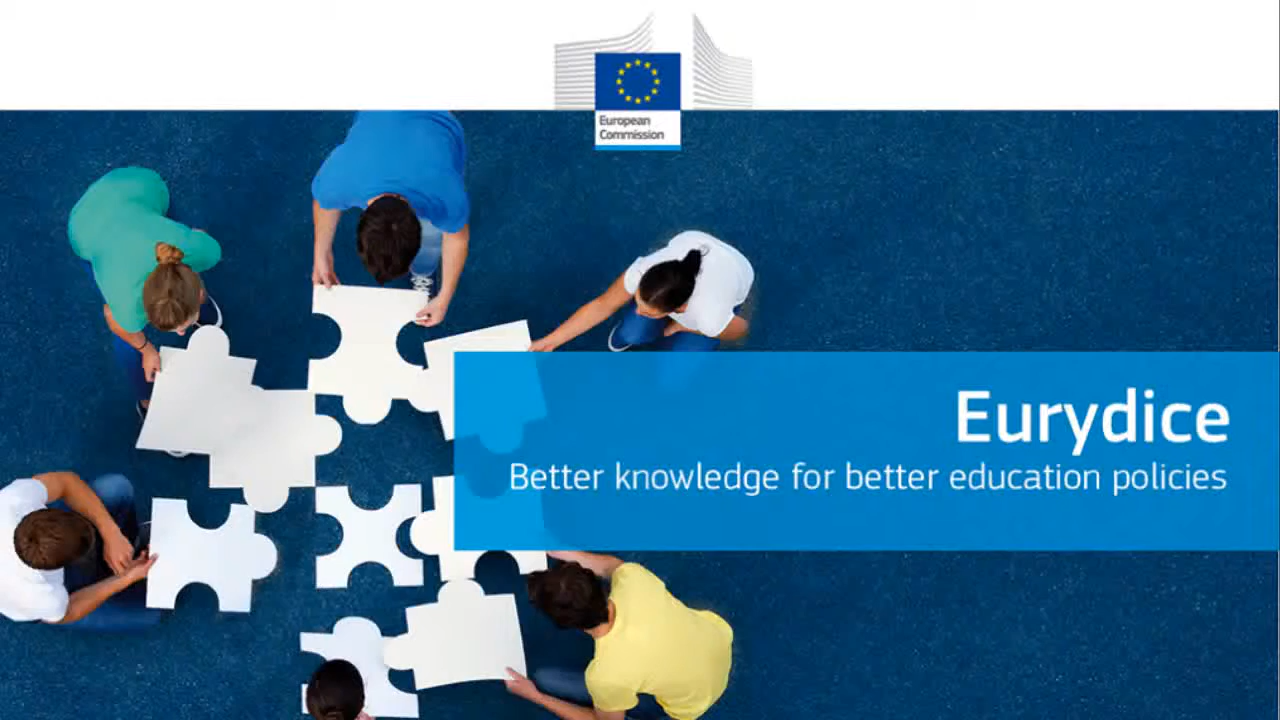 European
Commission
Eurydice
Better knowledge for better education policies